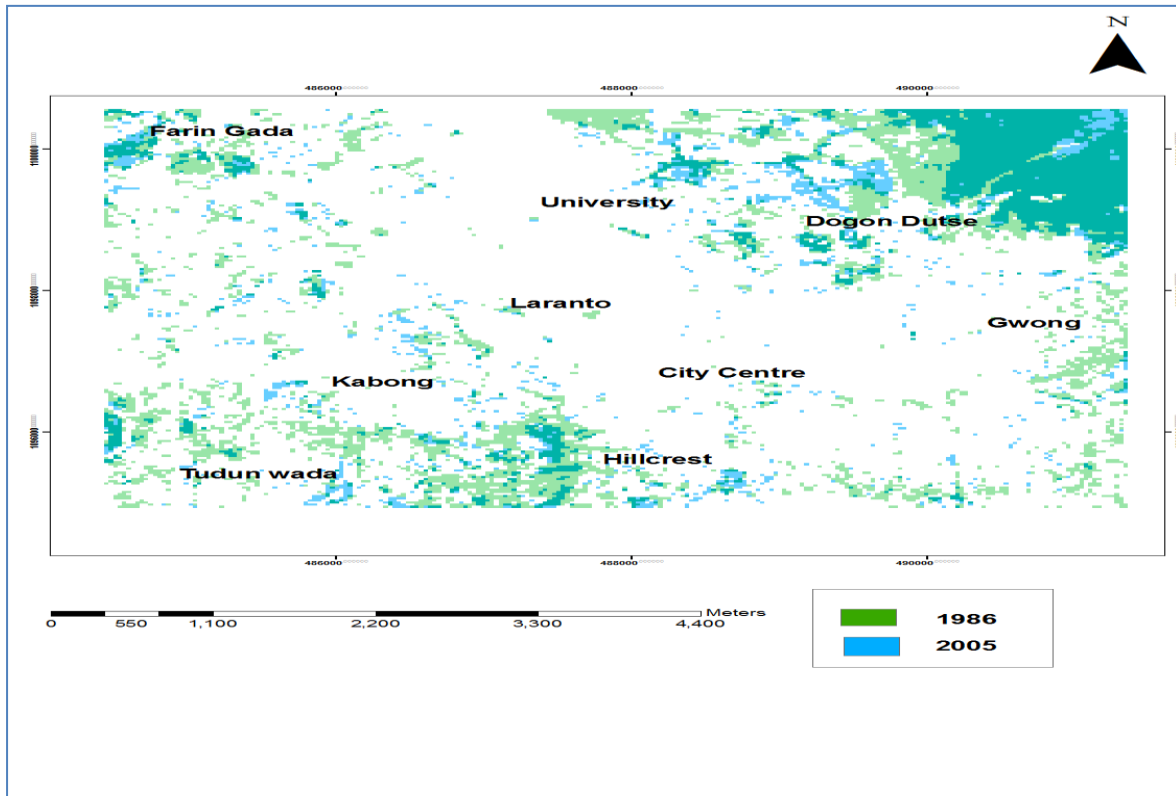 N
486000
488000
490000
Farin Gada
University
Dogon Dutse
Laranto
Gwong
City Centre
Kabong
Hillcrest
Tudun wada
486000
488000
490000
Meters
0 550 1,100 2,200 3,300 4,400
1986
2005